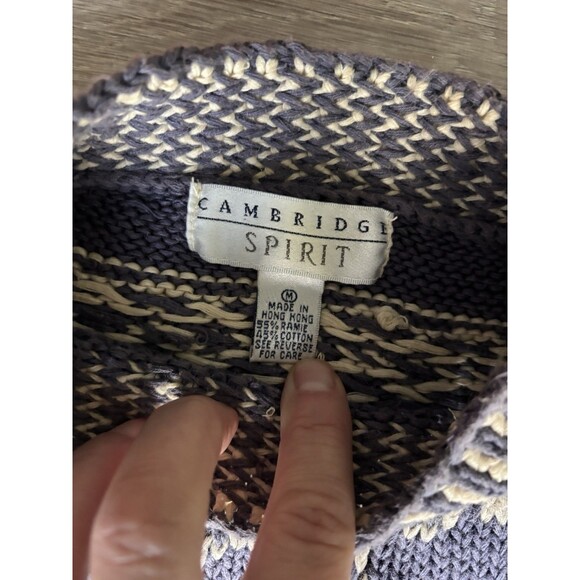 CAMBRIDGE
SPIRIT
M
MADE IN
HONG KONG
55% RAMIE
45% COTTON
SEE REVERSE
FOR CARE